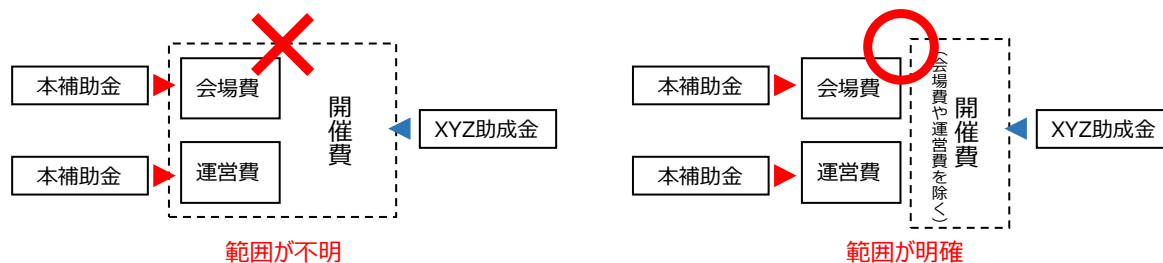 本補助金
会場費
開催費
XYZ助成金
本補助金
運営費
範囲が不明
本補助金
会場費
開催費
(会場費や運営費を除く)
XYZ助成金
本補助金
運営費
範囲が明確